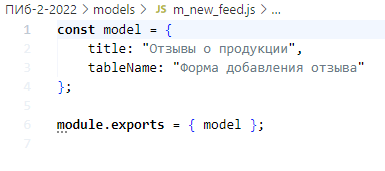 ПИб-2-2022 > models > JS m_new_feed.js > ...
1 const model = {
2 title: "Отзывы о продукции",
3 tableName: "Форма добавления отзыва"
4 };
5
6 module.exports = { model };
7